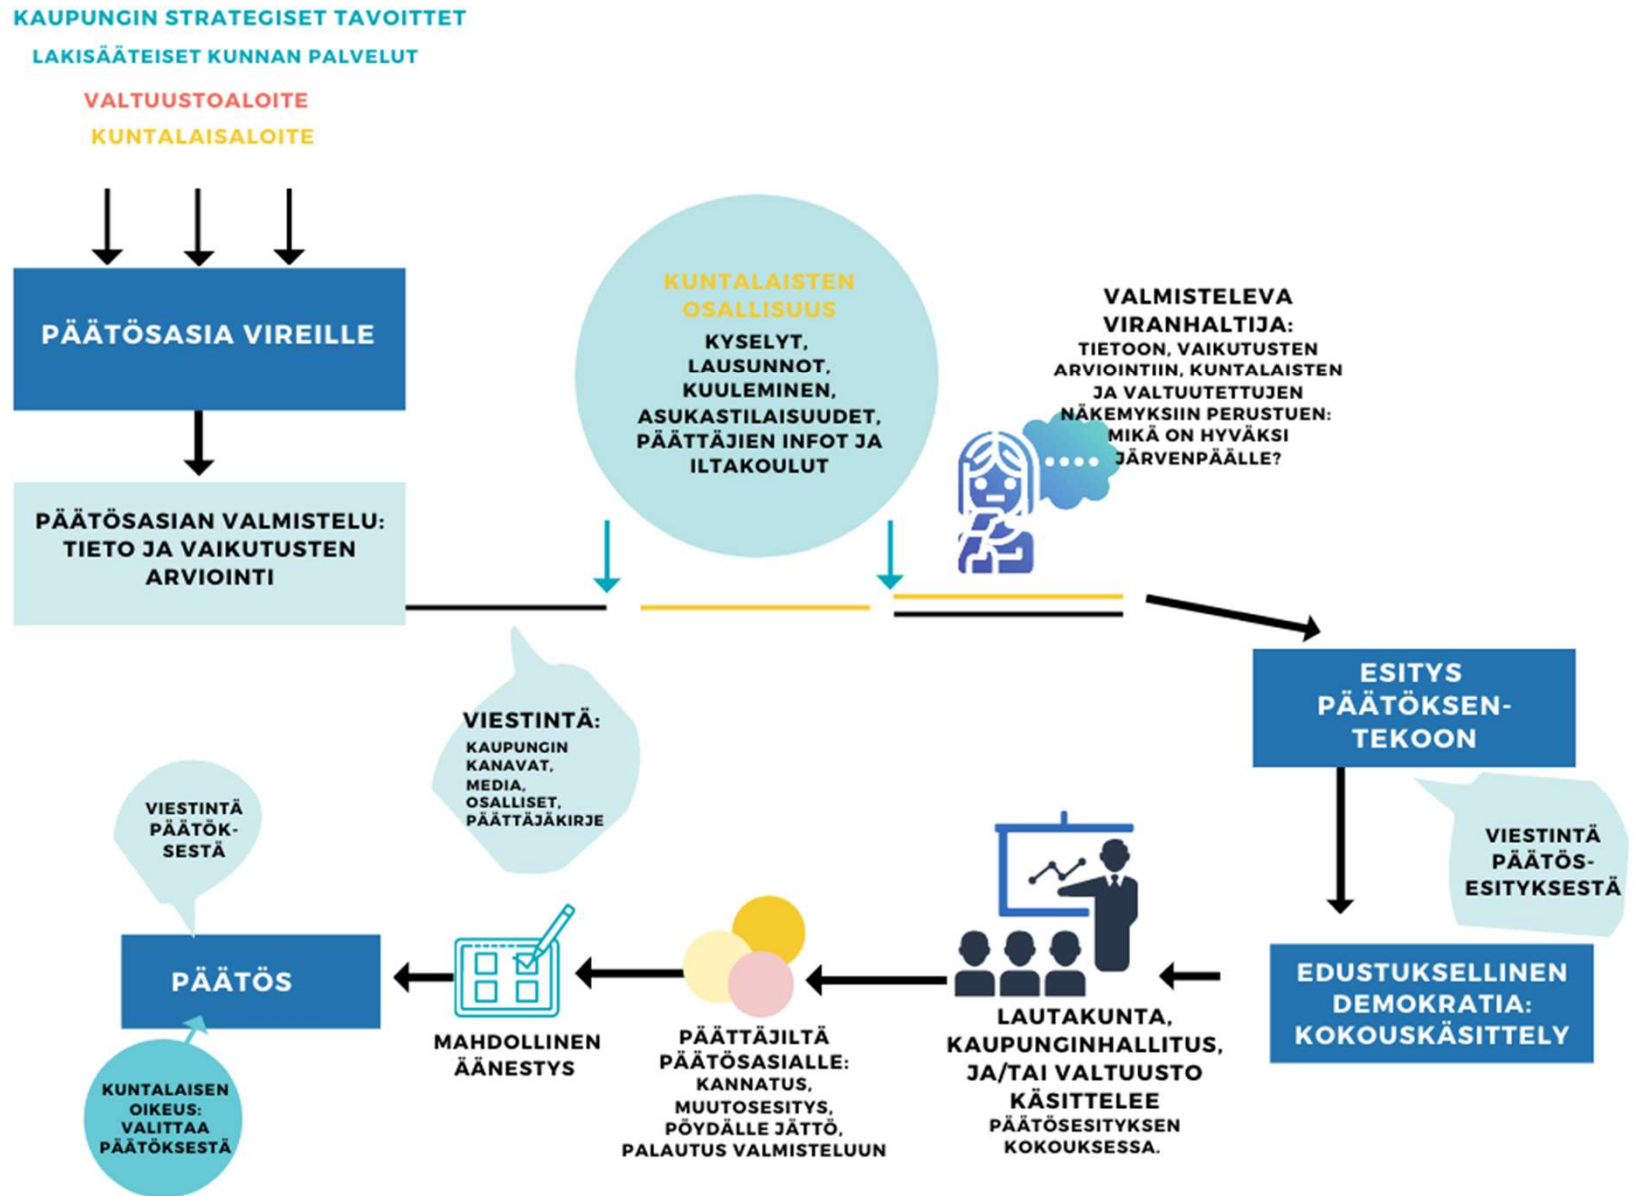 KAUPUNGIN STRATEGISET TAVOITTET
LAKISÄÄTEISET KUNNAN PALVELUT
VALTUUSTOALOITE
KUNTALAISALOITE
PÄÄTÖSASIA VIREILLE
PÄÄTÖSASIAN VALMISTELU:
TIETO JA VAIKUTUSTEN
ARVIOINTI
KUNTALAISTEN
OSALLISUUS
KYSELYT,
LAUSUNNOT,
KUULEMINEN,
ASUKASTILAISUUDET,
PÄÄTTÄJIEN INFOT JA
ILTAKOULUT
VALMISTELEVA
VIRANHALTIJA:
TIETOON, VAIKUTUSTEN
ARVIOINTIIN, KUNTALAISTEN
JA VALTUUTETTUJEN
NÄKEMYKSIIN PERUSTUEN:
MIKÄ ON HYVÄKSI
JÄRVENPÄÄLLE?
VIESTINTÄ:
KAUPUNGIN
KANAVAT,
MEDIA,
OSALLISET,
PÄÄTTÄJÄKIRJE
ESITYS
PÄÄTÖKSEN-
TEKOON
VIESTINTÄ
PÄÄTÖS-
ESITYKSESTÄ
EDUSTUKSELLINEN
DEMOKRATIA:
KOKOUSKÄSITTELY
LAUTAKUNTA,
KAUPUNGINHALLITUS,
JA/TAI VALTUUSTO
KÄSITTELEE
PÄÄTÖSESITYKSEN
KOKOUKSESSA.
PÄÄTTÄJILTÄ
PÄÄTÖSASIALLE:
KANNATUS,
MUUTOSESITYS,
PÖYDÄLLE JÄTTÖ,
PALAUTUS VALMISTELUUN
MAHDOLLINEN
ÄÄNESTYS
VIESTINTÄ
PÄÄTÖK-
SESTÄ
PÄÄTÖS
KUNTALAISEN
OIKEUS:
VALITTAA
PÄÄTÖKSESTÄ